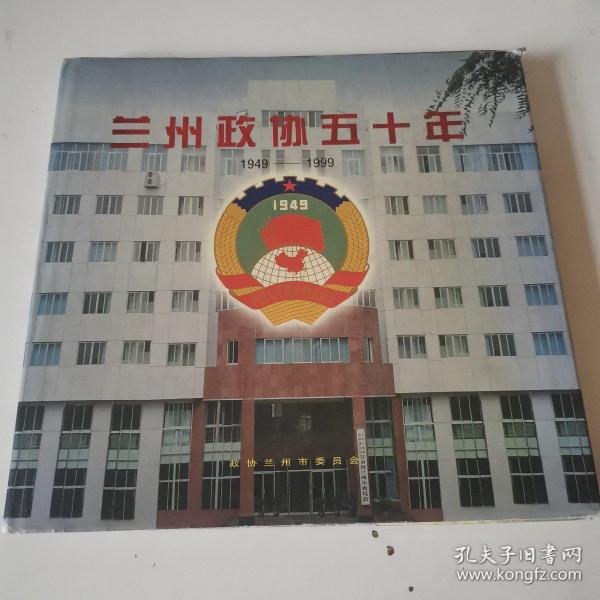 兰州政协五十年
1949 — 1999
1949
政协兰州市委员会
孔夫子旧书网
www.kongfz.com